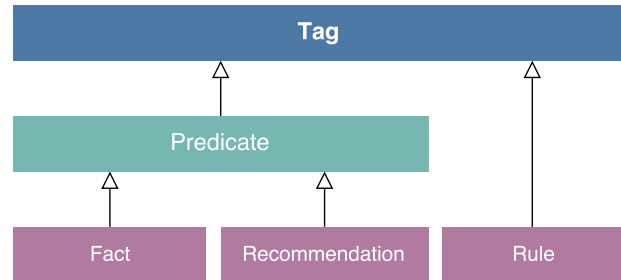 Tag
Predicate
Fact
Recommendation
Rule